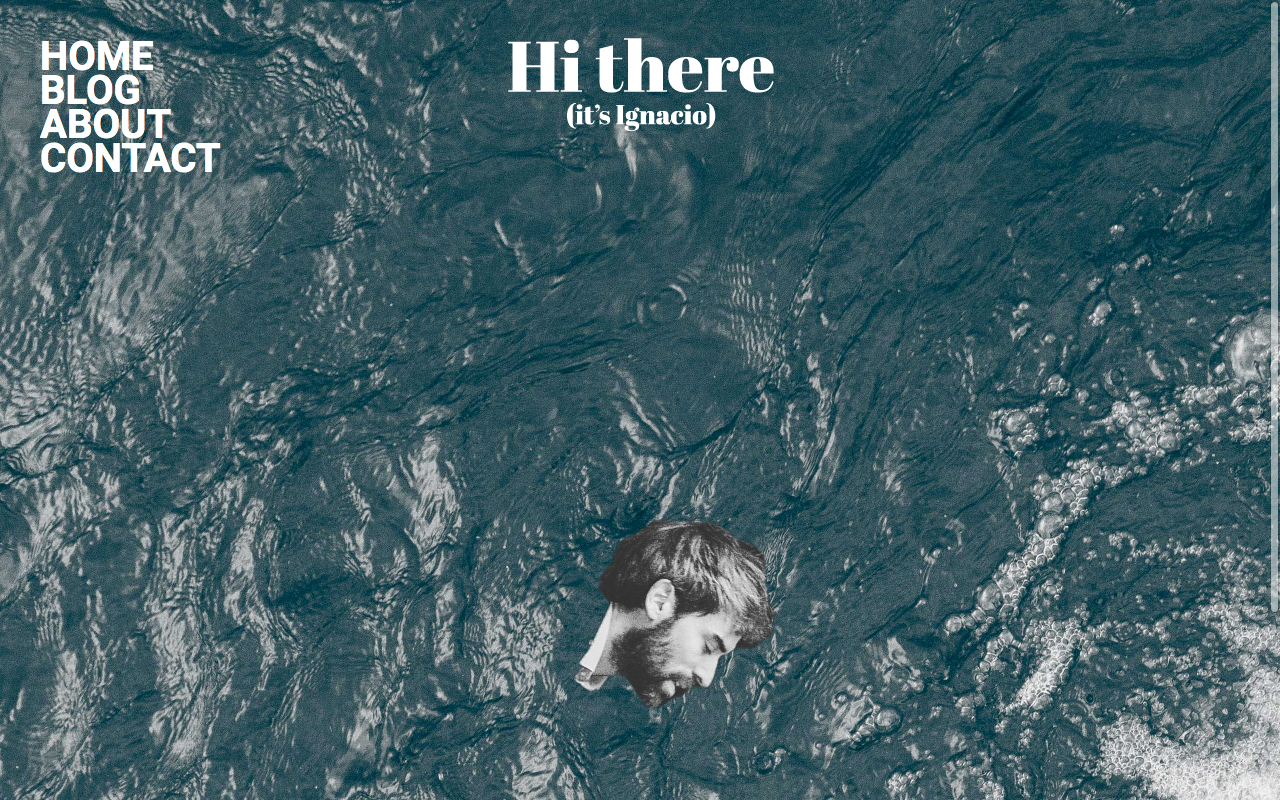 HOME
BLOG
ABOUT
CONTACT
Hi there
(it’s Ignacio)